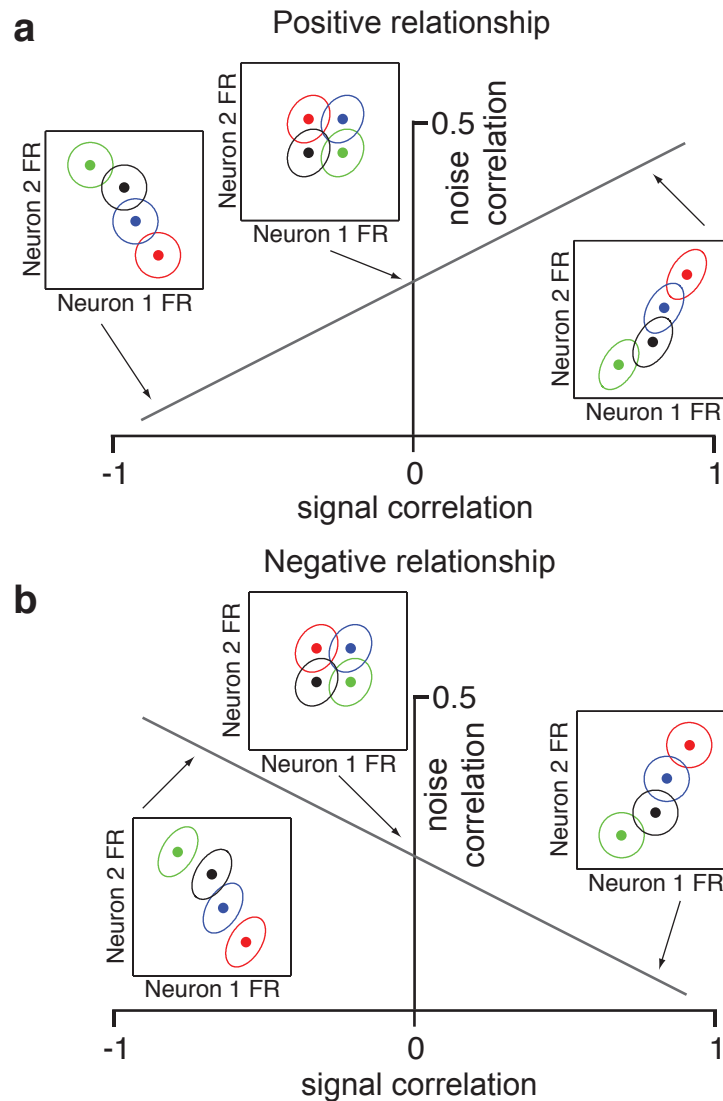 a
Positive relationship
Neuron 2 FR
Neuron 1 FR
Neuron 2 FR
Neuron 1 FR
0.5
noise
correlation
Neuron 2 FR
Neuron 1 FR
-1
0
1
signal correlation
b
Negative relationship
Neuron 2 FR
Neuron 1 FR
0.5
noise
correlation
Neuron 2 FR
Neuron 1 FR
Neuron 2 FR
Neuron 1 FR
-1
0
1
signal correlation